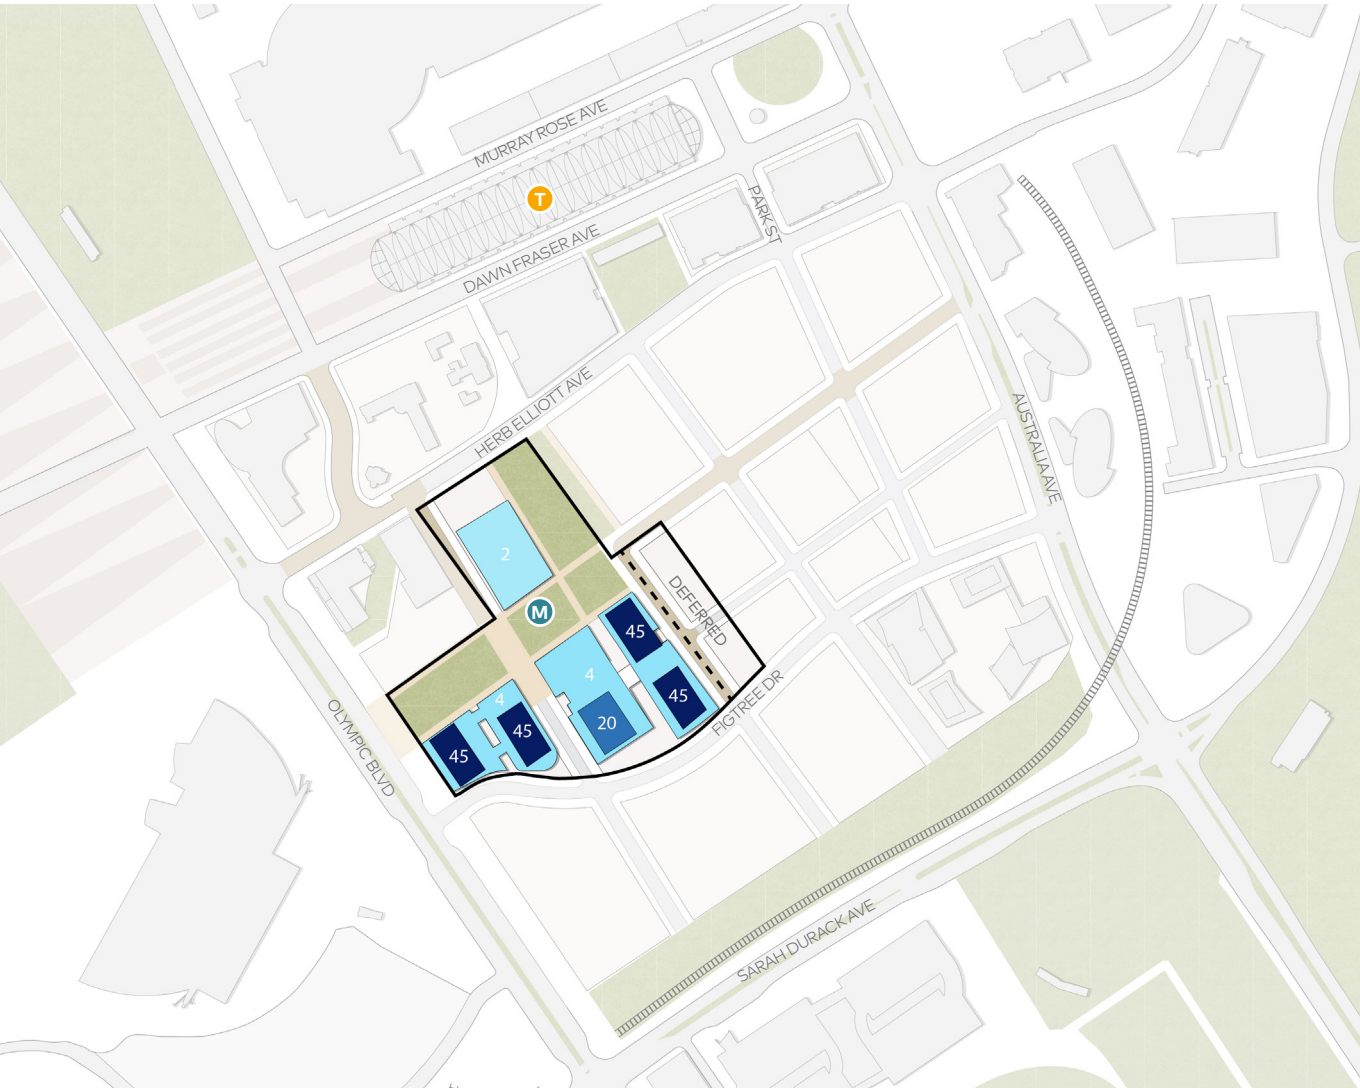 MURRAY ROSE AVE
T
PARK ST
DAWN FRASER AVE
HERB ELLIOTT AVE
AUSTRALIA AVE
2
DEFERRED
M
45
4
45
4
20
45
45
FIGTREE DR
OLYMPIC BLVD
SARAH DURACK AVE